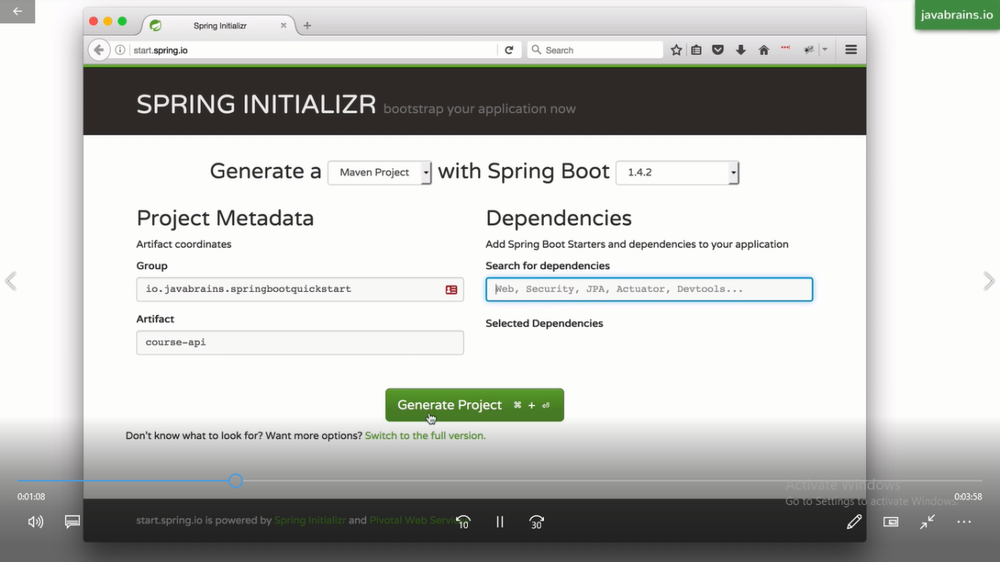 javabrains.io
Spring Initializr
start.spring.io
Search
SPRING INITIALIZR bootstrap your application now
Generate a Maven Project with Spring Boot 1.4.2
Project Metadata
Artifact coordinates
Group
io.javabrains.springbootquickstart
Artifact
course-api
Dependencies
Add Spring Boot Starters and dependencies to your application
Search for dependencies
Web, Security, JPA, Actuator, Devtools...
Selected Dependencies
Generate Project ⌘ + ⏎
Don't know what to look for? Want more options? Switch to the full version.
Activate Windows
Go to Settings to activate Windows.
0:01:08
0:03:58
start.spring.io is powered by Spring Initializr and Pivotal Web
10
30